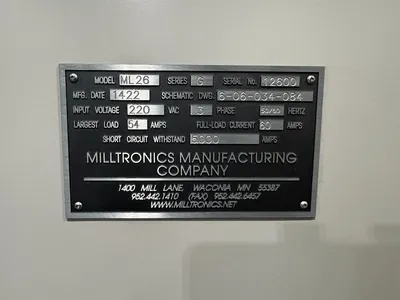 MODEL ML26 SERIES G SERIAL NO. 12600
MFG. DATE 1422 SCHEMATIC DWG. 6-06-034-084
INPUT VOLTAGE 220 VAC 3 PHASE 50/60 HERTZ
LARGEST LOAD 54 AMPS FULL-LOAD CURRENT 60 AMPS
SHORT CIRCUIT WITHSTAND 5,000 AMPS
MILLTRONICS MANUFACTURING
COMPANY
1400 MILL LANE, WACONIA MN 55387
952.442.1410 (FAX) 952.442.6457
WWW.MILLTRONICS.NET